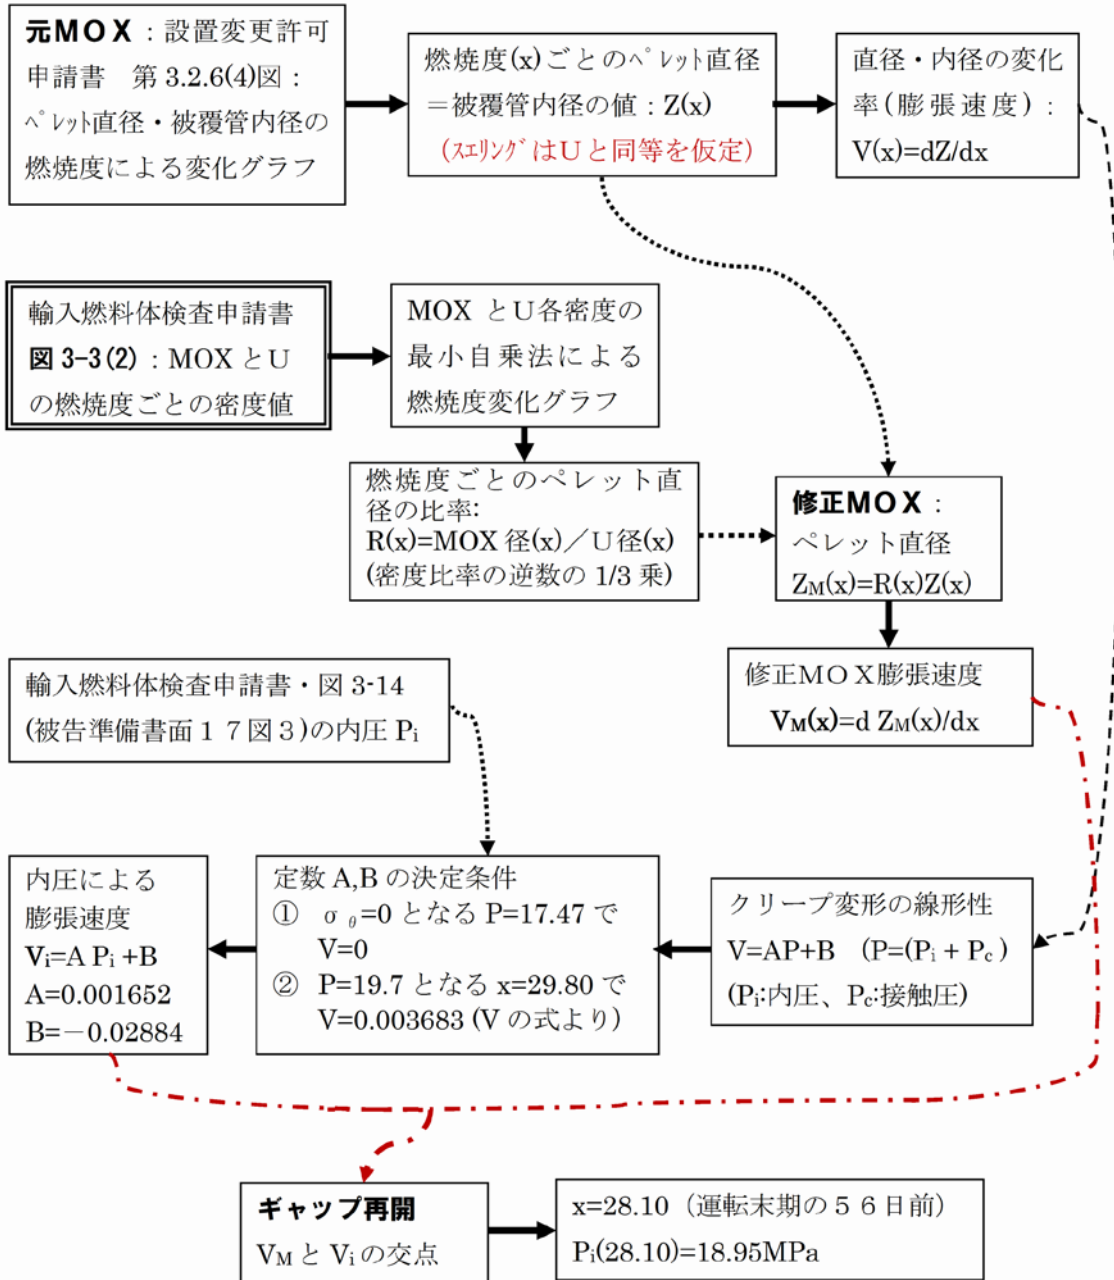 元ＭＯＸ：設置変更許可
申請書　第 3.2.6(4)図：
ﾍﾟﾚｯﾄ直径・被覆管内径の
燃焼度による変化グラフ
燃焼度(x)ごとのﾍﾟﾚｯﾄ直径
＝被覆管内径の値：Z(x)
(ｽｴﾘﾝｸﾞはＵと同等を仮定)
直径・内径の変化
率(膨張速度)：
V(x)=dZ/dx
輸入燃料体検査申請書
図 3-3(2)：MOX とＵ
の燃焼度ごとの密度値
MOX とＵ各密度の
最小自乗法による
燃焼度変化グラフ
燃焼度ごとのペレット直
径の比率:
R(x)=MOX 径(x)／Ｕ径(x)
(密度比率の逆数の 1/3 乗)
修正ＭＯＸ：
ペレット直径
ZM(x)=R(x)Z(x)
輸入燃料体検査申請書・図 3-14
(被告準備書面１７図３)の内圧 Pi
修正ＭＯＸ膨張速度
VM(x)=d ZM(x)/dx
内圧による
膨張速度
Vi=A Pi +B
A=0.001652
B=－0.02884
定数 A,B の決定条件
①　σθ=0 となる P=17.47 で
V=0
②　P=19.7 となる x=29.80 で
V=0.003683 (V の式より)
クリープ変形の線形性
V=AP+B　(P=(Pi + Pc )
(Pi:内圧、Pc:接触圧)
ギャップ再開
VM と Vi の交点
x=28.10（運転末期の５６日前）
Pi(28.10)=18.95MPa